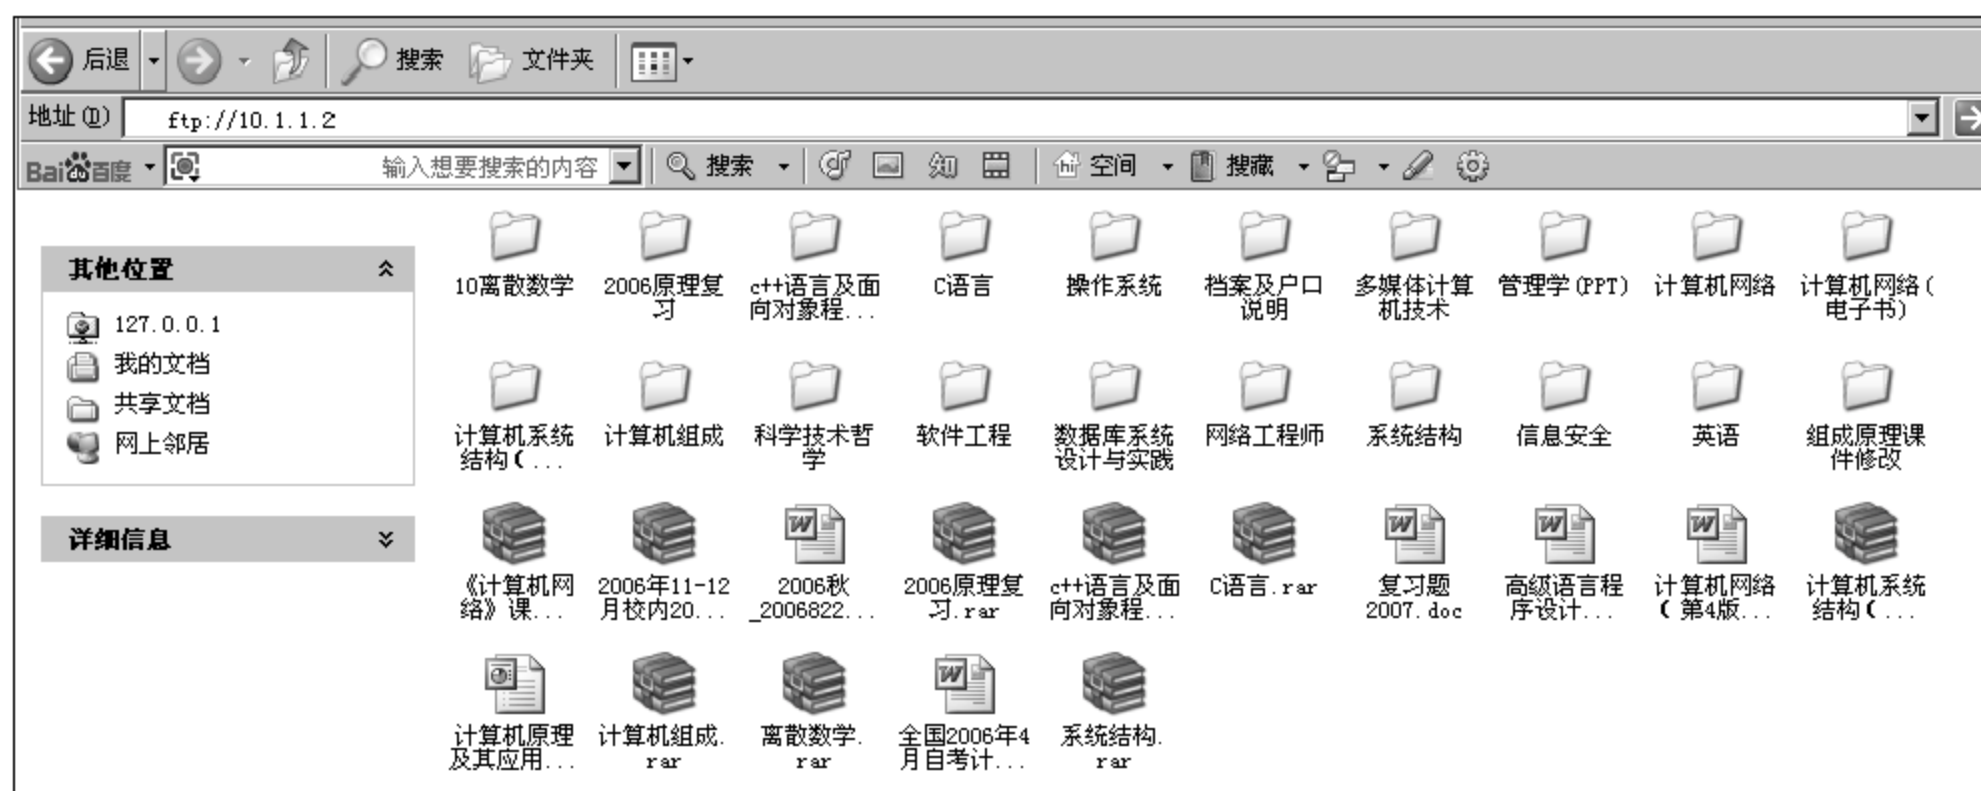 后退 搜索 文件夹
地址(D) ftp://10.1.1.2
Bai百度 输入想要搜索的内容 搜索 知 hi 空间 搜藏
其他位置
127.0.0.1
我的文档
共享文档
网上邻居
详细信息
10离散数学 2006原理复 c++语言及面 C语言 操作系统 档案及户口 多媒体计算 管理学(PPT) 计算机网络 计算机网络(
习 向对象程... 说明 机技术 电子书)
计算机系统 计算机组成 科学技术哲 软件工程 数据库系统 网络工程师 系统结构 信息安全 英语 组成原理课
结构(... 学 设计与实践 件修改
《计算机网 2006年11-12 2006秋 2006原理复 c++语言及面 C语言.rar 复习题 高级语言程 计算机网络 计算机系统
络》课... 月校内20... _2006822... 习.rar 向对象程... 2007.doc 序设计... (第4版... 结构(...
计算机原理 计算机组成. 离散数学. 全国2006年4 系统结构.
及其应用... rar rar 月自考计... rar